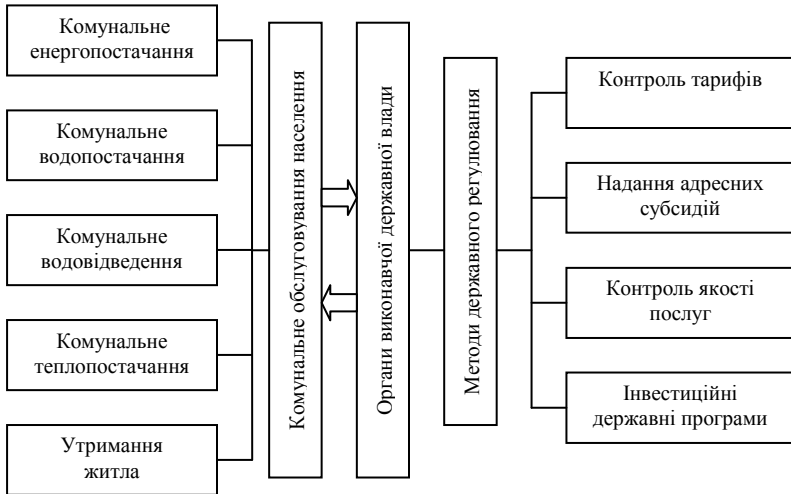 Комунальне
енергопостачання
Комунальне
водопостачання
Комунальне
водовідведення
Комунальне
теплопостачання
Утримання
житла
Комунальне обслуговування населення
Органи виконавчої державної влади
Методи державного регулювання
Контроль тарифів
Надання адресних
субсидій
Контроль якості
послуг
Інвестиційні
державні програми